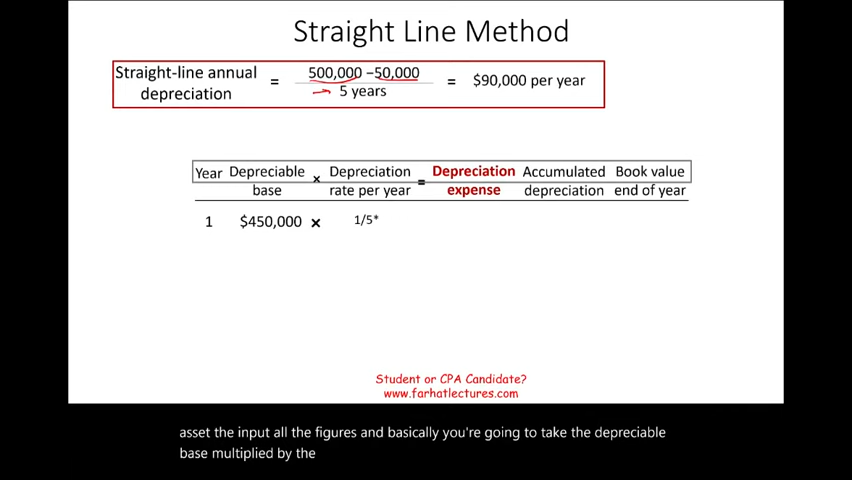 Straight Line Method
Straight-line annual depreciation = 500,000 –50,000 / 5 years = $90,000 per year
Year Depreciable base × Depreciation rate per year = Depreciation expense Accumulated depreciation Book value end of year
1 $450,000 × 1/5*
Student or CPA Candidate?
www.farhatlectures.com
asset the input all the figures and basically you're going to take the depreciable
base multiplied by the